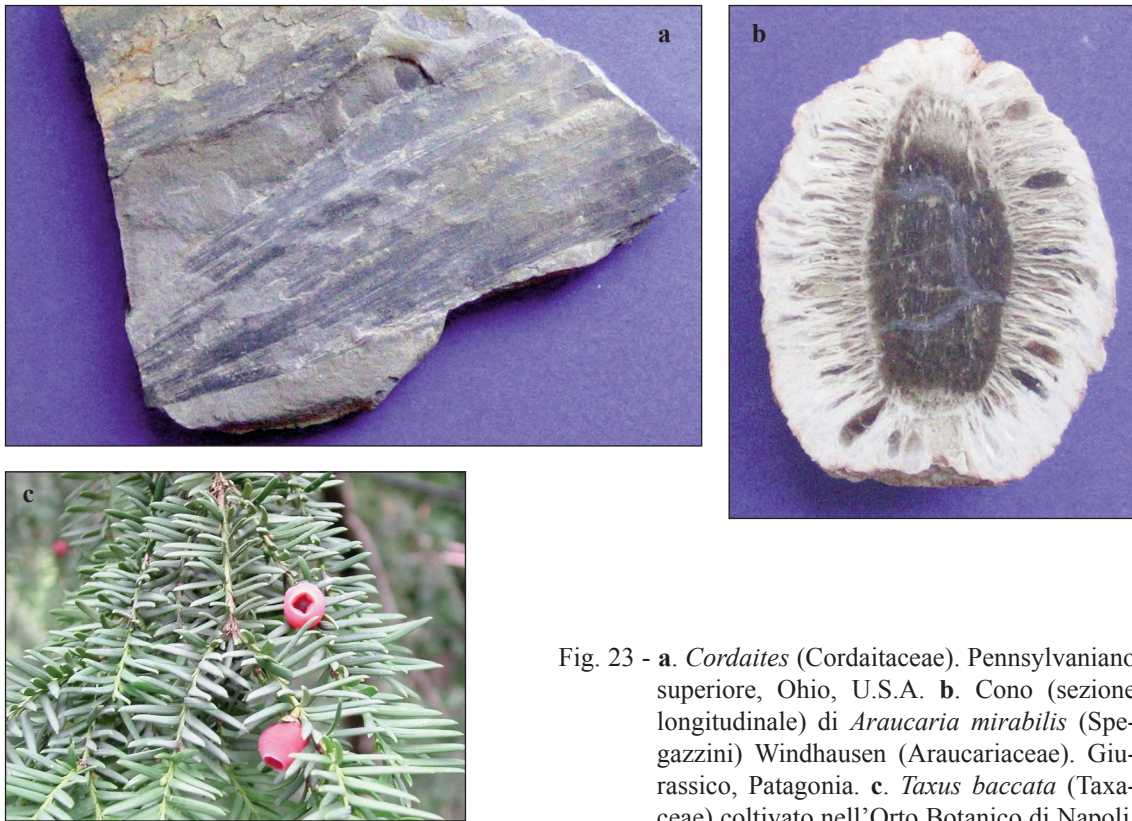 a
b
c
Fig. 23 - a. Cordaites (Cordaitaceae). Pennsylvaniano
superiore, Ohio, U.S.A. b. Cono (sezione
longitudinale) di Araucaria mirabilis (Spe-
gazzini) Windhausen (Araucariaceae). Giu-
rassico, Patagonia. c. Taxus baccata (Taxa-
ceae) coltivato nell'Orto Botanico di Napoli.